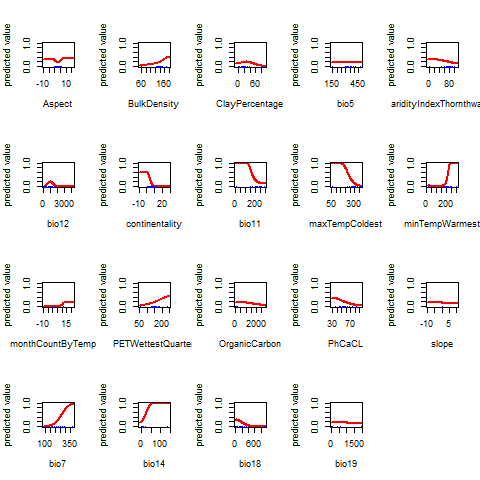 predicted value 0.0 1.0 -10 10 Aspect
predicted value 0.0 1.0 60 160 BulkDensity
predicted value 0.0 1.0 0 60 ClayPercentage
predicted value 0.0 1.0 150 450 bio5
predicted value 0.0 1.0 0 80 aridityIndexThornthwa
predicted value 0.0 1.0 0 3000 bio12
predicted value 0.0 1.0 -10 20 continentality
predicted value 0.0 1.0 0 200 bio11
predicted value 0.0 1.0 50 300 maxTempColdest
predicted value 0.0 1.0 0 200 minTempWarmest
predicted value 0.0 1.0 -10 15 monthCountByTemp
predicted value 0.0 1.0 50 200 PETWettestQuarte
predicted value 0.0 1.0 0 2000 OrganicCarbon
predicted value 0.0 1.0 30 70 PhCaCL
predicted value 0.0 1.0 -10 5 slope
predicted value 0.0 1.0 100 350 bio7
predicted value 0.0 1.0 0 100 bio14
predicted value 0.0 1.0 0 600 bio18
predicted value 0.0 1.0 0 1500 bio19